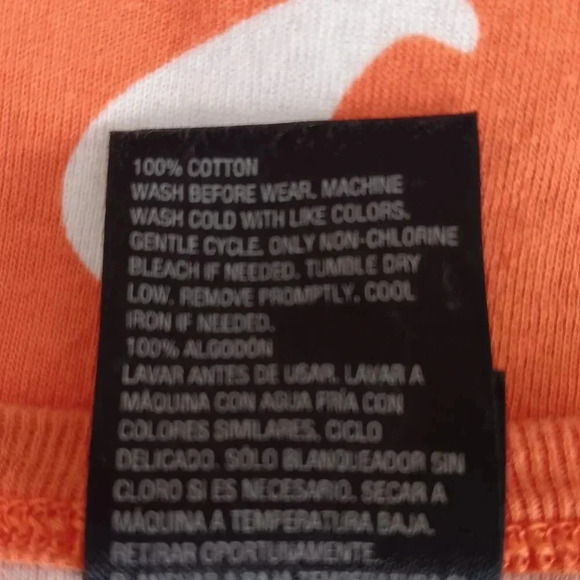 100% COTTON
WASH BEFORE WEAR. MACHINE
WASH COLD WITH LIKE COLORS.
GENTLE CYCLE. ONLY NON-CHLORINE
BLEACH IF NEEDED. TUMBLE DRY
LOW. REMOVE PROMPTLY. COOL
IRON IF NEEDED.
100% ALGODÓN
LAVAR ANTES DE USAR. LAVAR A
MÁQUINA CON AGUA FRÍA CON
COLORES SIMILARES. CICLO
DELICADO. SÓLO BLANQUEADOR SIN
CLORO SI ES NECESARIO. SECAR A
MÁQUINA A TEMPERATURA BAJA.
RETIRAR OPORTUNAMENTE.